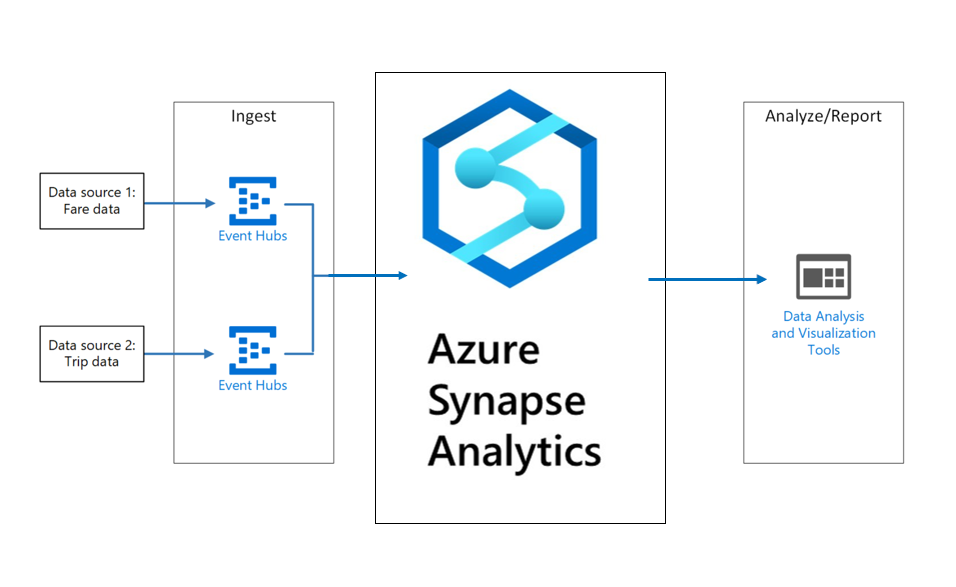 Ingest
Data source 1:
Fare data
Event Hubs
Data source 2:
Trip data
Event Hubs
Azure
Synapse
Analytics
Analyze/Report
Data Analysis
and Visualization
Tools